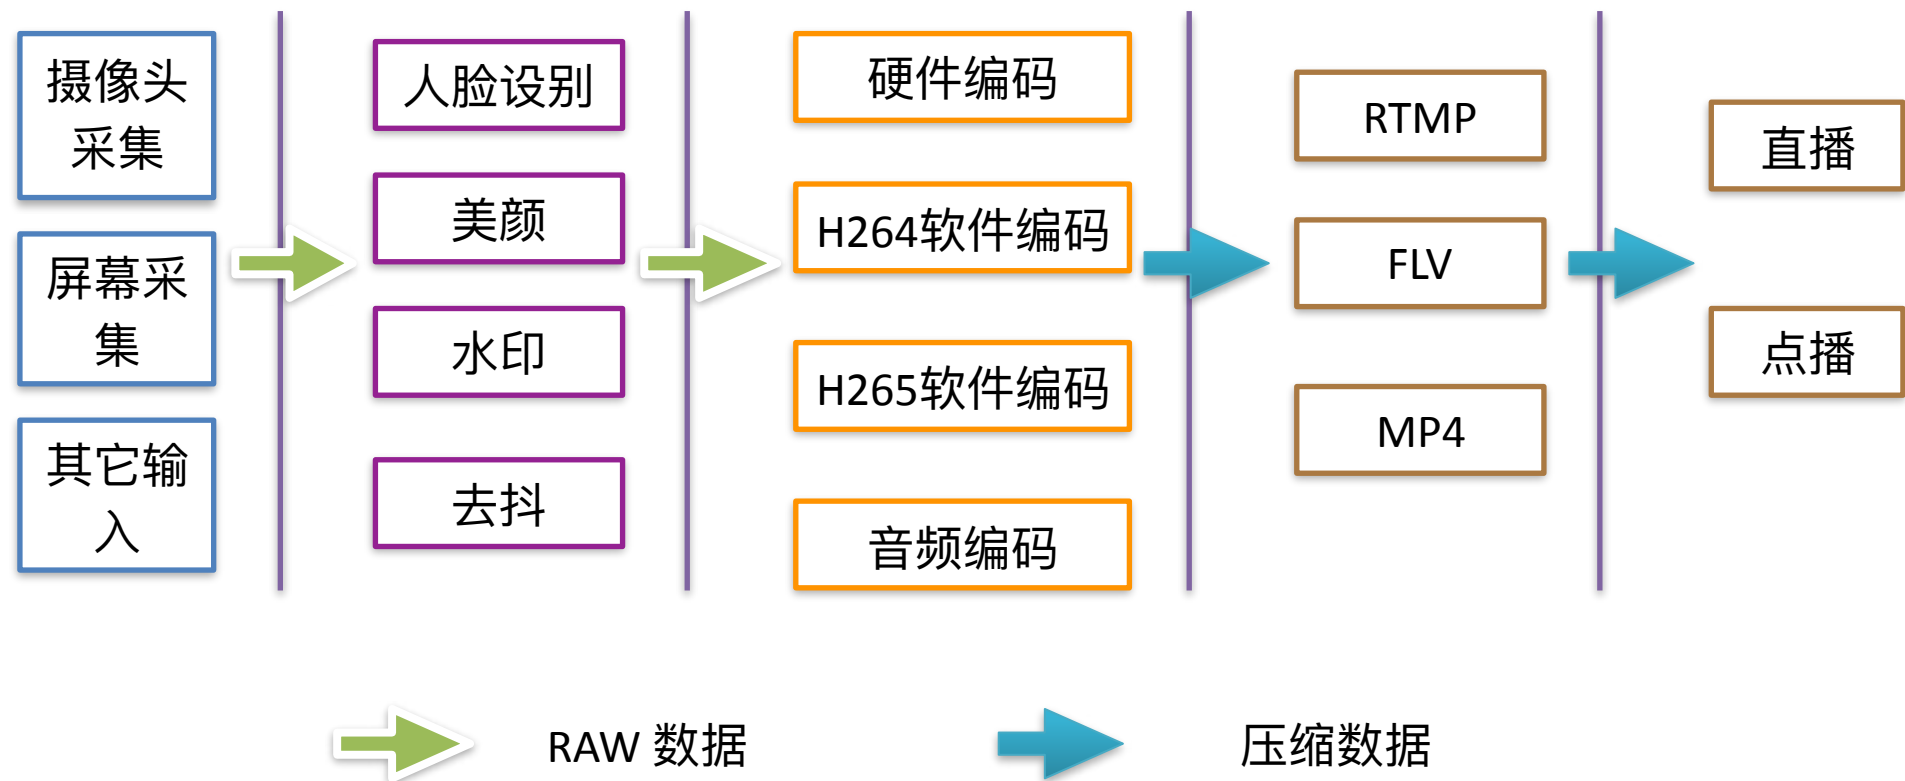 摄像头
采集
屏幕采
集
其它输
入
人脸设别
美颜
水印
去抖
硬件编码
H264软件编码
H265软件编码
音频编码
RTMP
FLV
MP4
直播
点播
RAW 数据
压缩数据